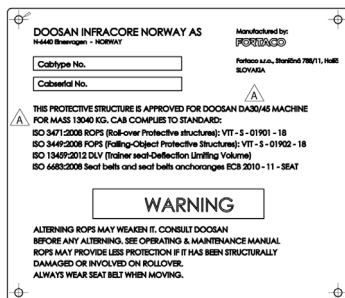 DOOSAN INFRACORE NORWAY AS
N-6440 Elnesvagen - NORWAY
Manufactured by:
FORTACO
Cabtype No.
Cabserial No.
Fortaco s.r.o., Staničná 788/11, Holíč
SLOVAKIA
A
A
THIS PROTECTIVE STRUCTURE IS APPROVED FOR DOOSAN DA30/45 MACHINE
FOR MASS 13040 KG. CAB COMPLIES TO STANDARD:
ISO 3471:2008 ROPS (Roll-over Protective structures): VTT - S - 01901 - 18
ISO 3449:2008 FOPS (Falling-Object Protective Structures): VTT - S - 01902 - 18
ISO 13459:2012 DLV (Trainer seat-Deflection Limiting Volume)
ISO 6683:2008 Seat belts and seat belts anchoranges ECB 2010 - 11 - SEAT
WARNING
ALTERNING ROPS MAY WEAKEN IT. CONSULT DOOSAN
BEFORE ANY ALTERNING. SEE OPERATING & MAINTENANCE MANUAL
ROPS MAY PROVIDE LESS PROTECTION IF IT HAS BEEN STRUCTURALLY
DAMAGED OR INVOLVED ON ROLLOVER.
ALWAYS WEAR SEAT BELT WHEN MOVING.